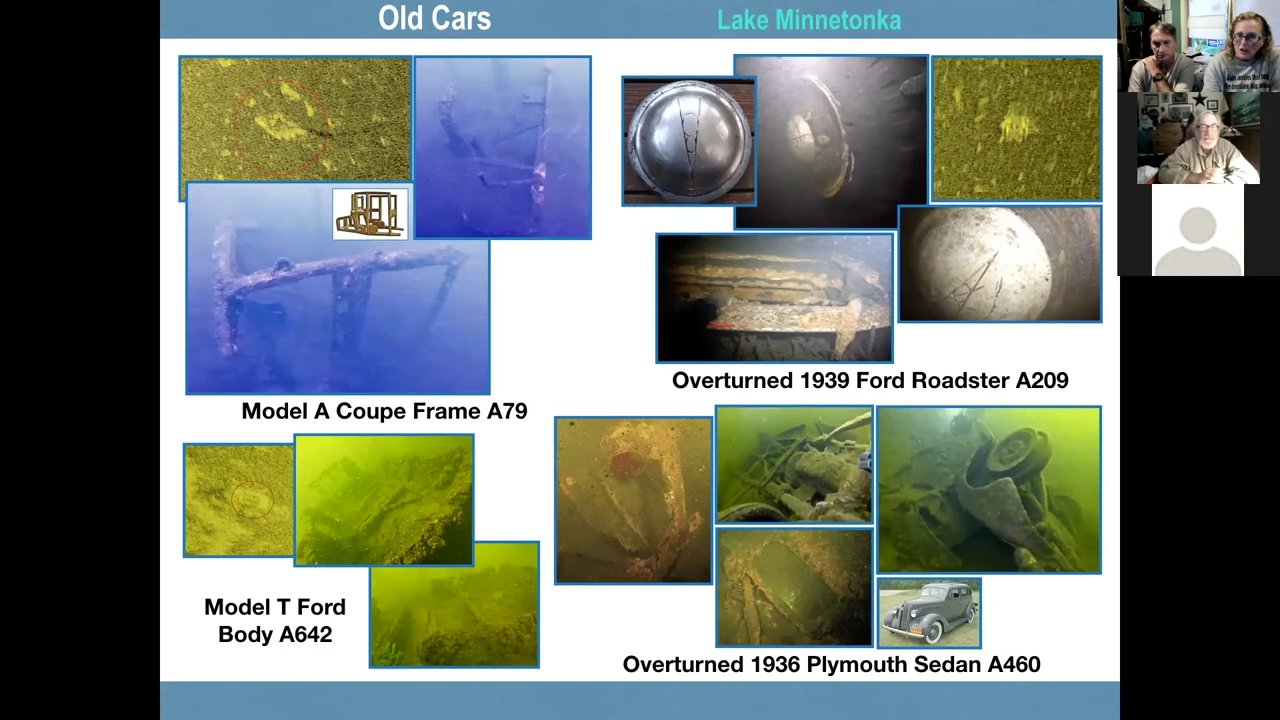 Old Cars
Lake Minnetonka
Model A Coupe Frame A79
Overturned 1939 Ford Roadster A209
Model T Ford
Body A642
Overturned 1936 Plymouth Sedan A460